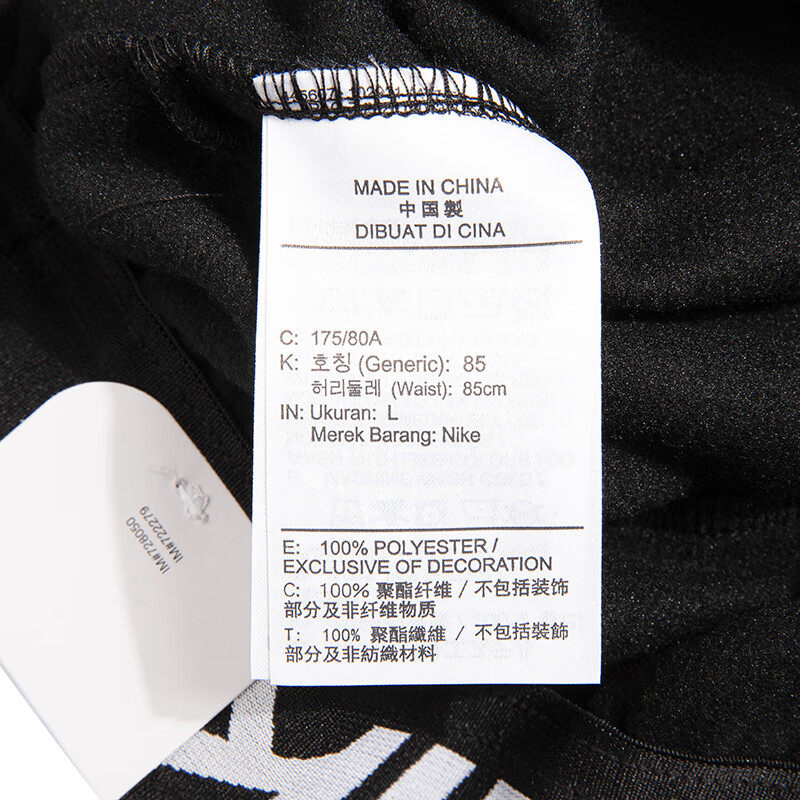 MADE IN CHINA
中国製
DIBUAT DI CINA
C: 175/80A
K: 호칭 (Generic): 85
허리둘레 (Waist): 85cm
IN: Ukuran: L
Merek Barang: Nike
E: 100% POLYESTER /
EXCLUSIVE OF DECORATION
C: 100% 聚酯纤维 / 不包括装饰
部分及非纤维物质
T: 100% 聚酯纖維 / 不包括裝飾
部分及非紡織材料
IM#728050
IM#722279